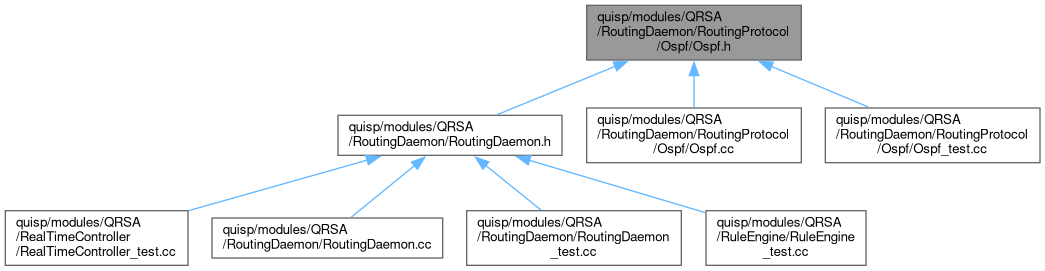 quisp/modules/QRSA
/RoutingDaemon/RoutingProtocol
/Ospf/Ospf.h
quisp/modules/QRSA
/RoutingDaemon/RoutingDaemon.h
quisp/modules/QRSA
/RoutingDaemon/RoutingProtocol
/Ospf/Ospf.cc
quisp/modules/QRSA
/RoutingDaemon/RoutingProtocol
/Ospf/Ospf_test.cc
quisp/modules/QRSA
/RealTimeController
/RealTimeController_test.cc
quisp/modules/QRSA
/RoutingDaemon/RoutingDaemon.cc
quisp/modules/QRSA
/RoutingDaemon/RoutingDaemon
_test.cc
quisp/modules/QRSA
/RuleEngine/RuleEngine
_test.cc